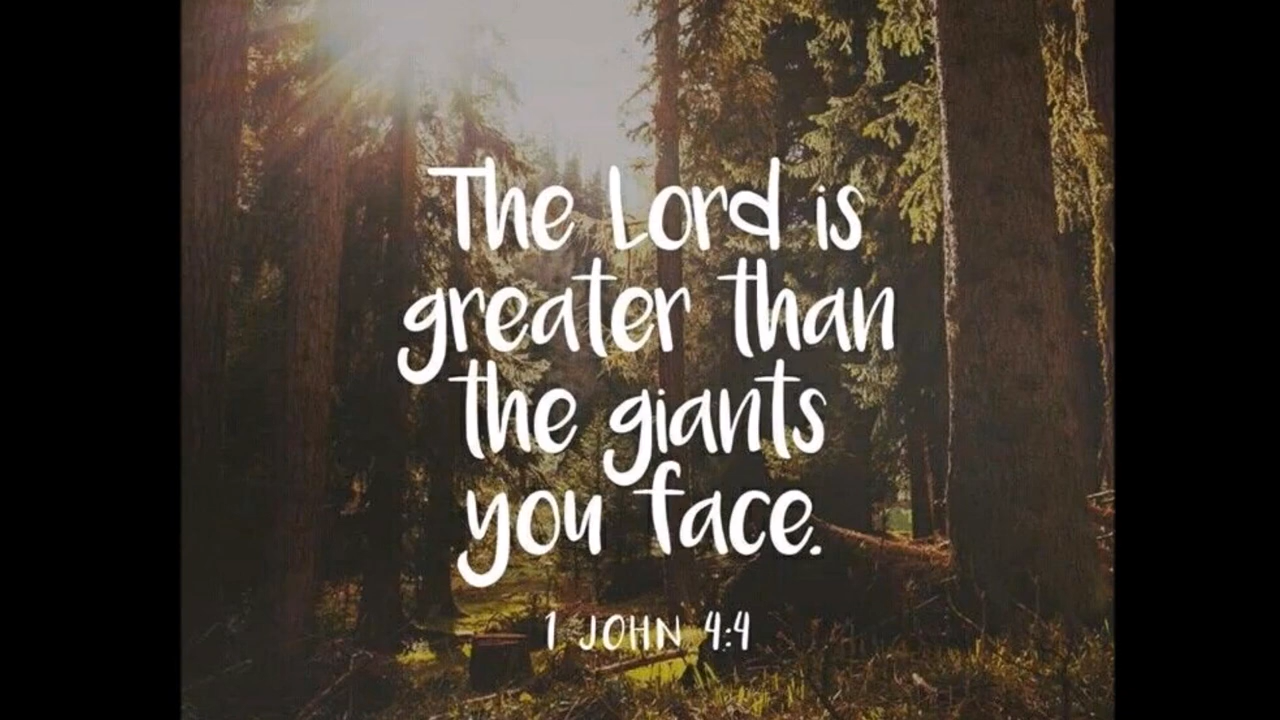 The Lord is
greater than
the giants
you face.
1 JOHN 4:4